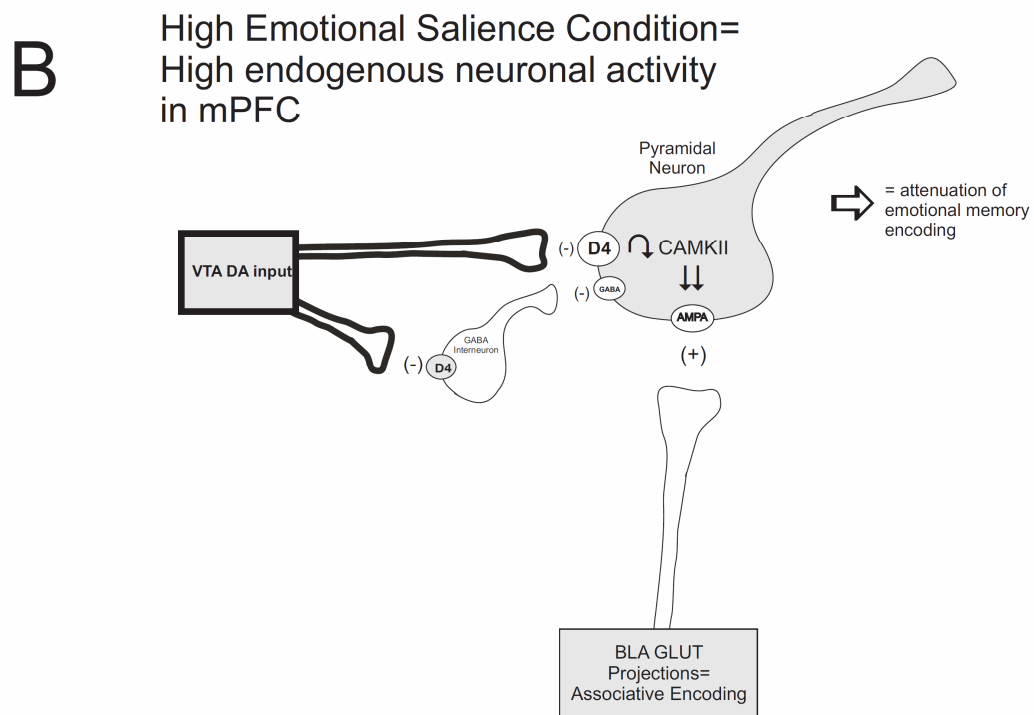 B
High Emotional Salience Condition=
High endogenous neuronal activity
in mPFC
Pyramidal
Neuron
= attenuation of
emotional memory
encoding
VTA DA input
(-)
D4
CAMKII
(-)
GABA
AMPA
(+)
GABA
Interneuron
(-)
D4
BLA GLUT
Projections=
Associative Encoding